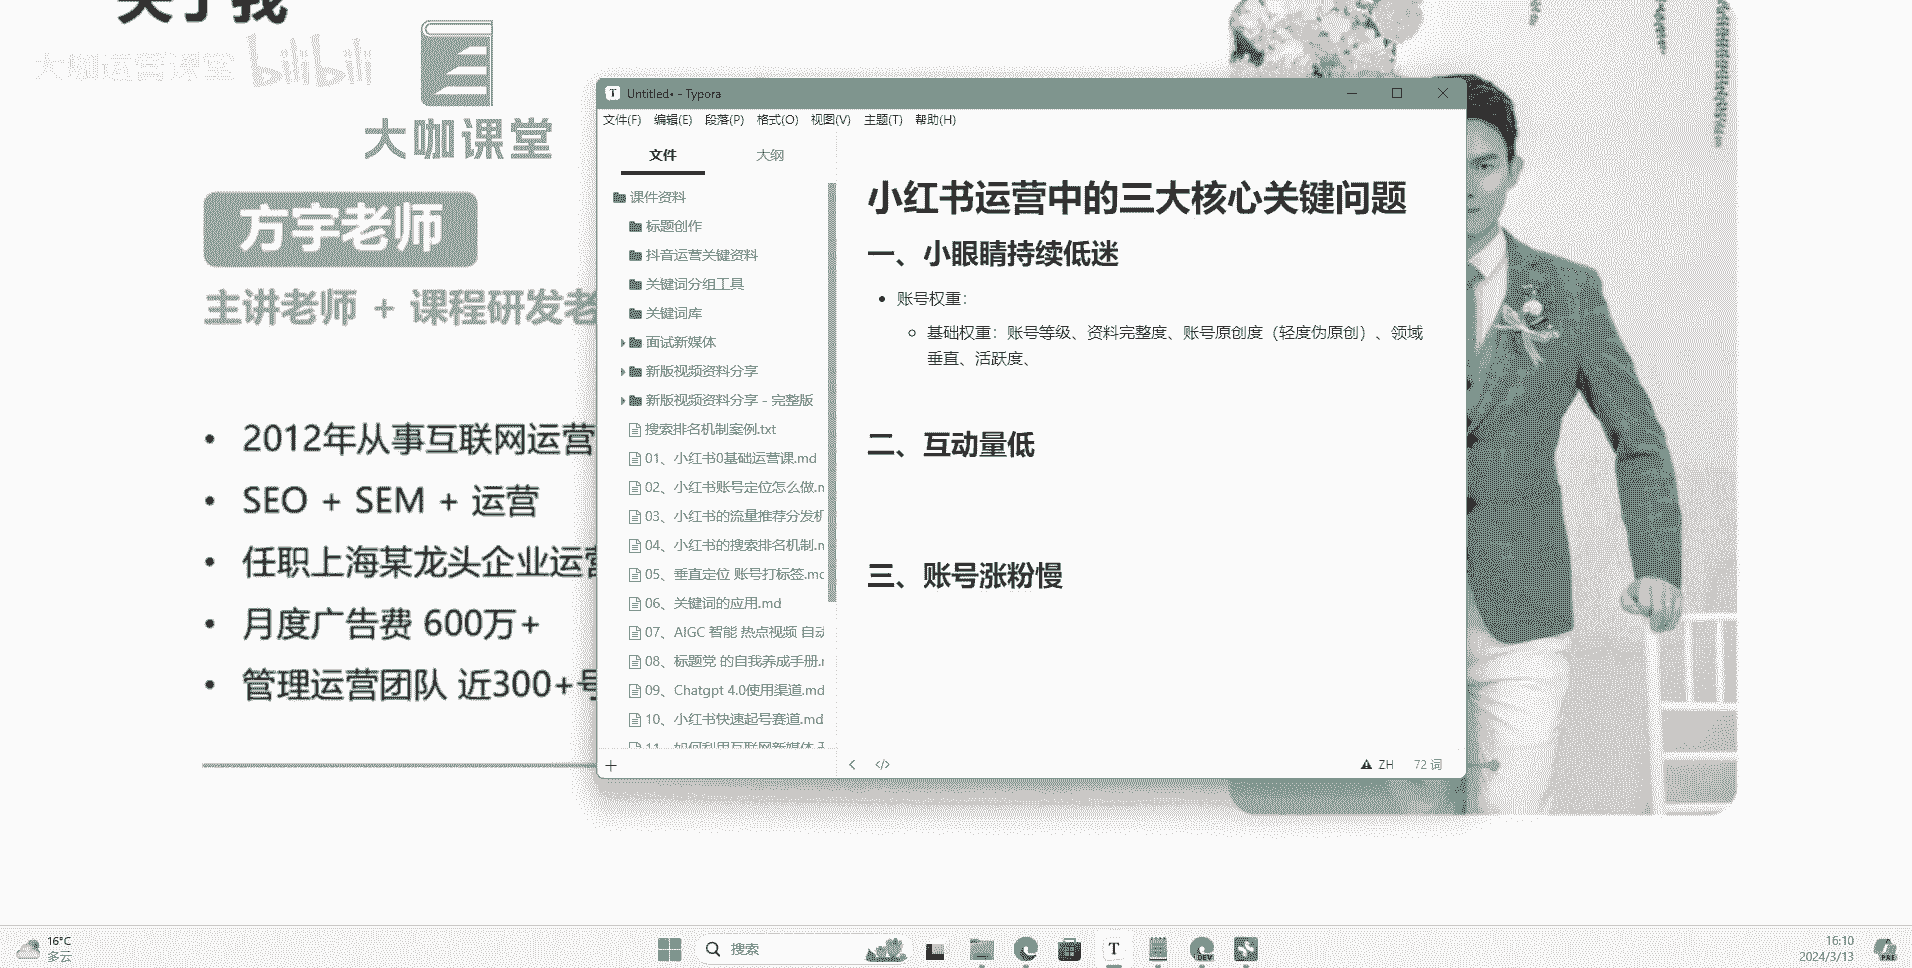 关于我
大咖运营课堂 bilibili
大咖课堂
方宇老师
主讲老师 + 课程研发老
2012年从事互联网运营
SEO + SEM + 运营
任职上海某龙头企业运营
月度广告费 600万+
管理运营团队 近300+号
Untitled• - Typora
文件(F) 编辑(E) 段落(P) 格式(O) 视图(V) 主题(T) 帮助(H)
文件 大纲
课件资料
标题创作
抖音运营关键资料
关键词分组工具
关键词库
面试新媒体
新版视频资料分享
新版视频资料分享 - 完整版
搜索排名机制案例.txt
01、小红书0基础运营课.md
02、小红书账号定位怎么做.m
03、小红书的流量推荐分发机
04、小红书的搜索排名机制.m
05、垂直定位 账号打标签.mc
06、关键词的应用.md
07、AIGC 智能 热点视频 自动
08、标题党 的自我养成手册.r
09、Chatgpt 4.0使用渠道.md
10、小红书快速起号赛道.md
11、如何利用互联网新媒体
小红书运营中的三大核心关键问题
一、小眼睛持续低迷
账号权重：
基础权重：账号等级、资料完整度、账号原创度（轻度伪原创）、领域
垂直、活跃度、
二、互动量低
三、账号涨粉慢
ZH 72 词
16°C
多云
搜索
T
DEV
16:10
2024/3/13
PRE